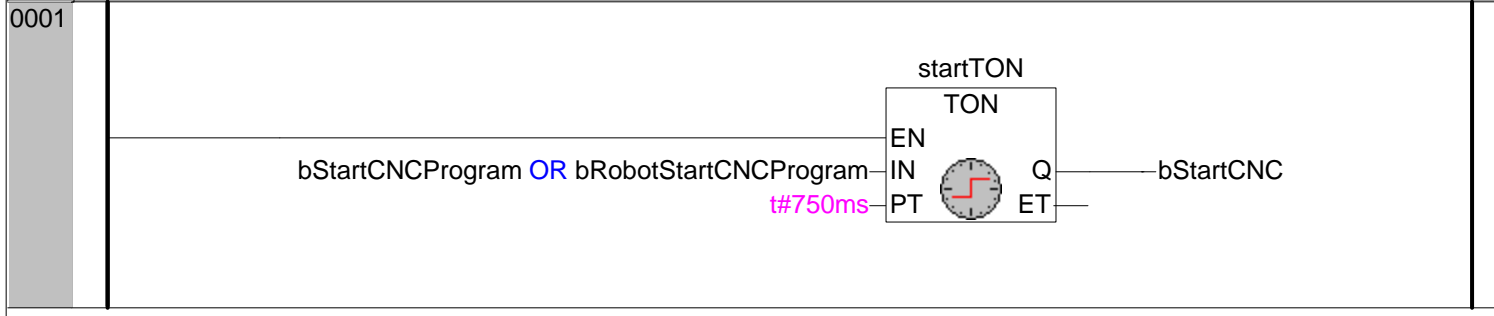 0001
startTON
TON
EN
bStartCNCProgram OR bRobotStartCNCProgram IN Q bStartCNC
t#750ms PT ET